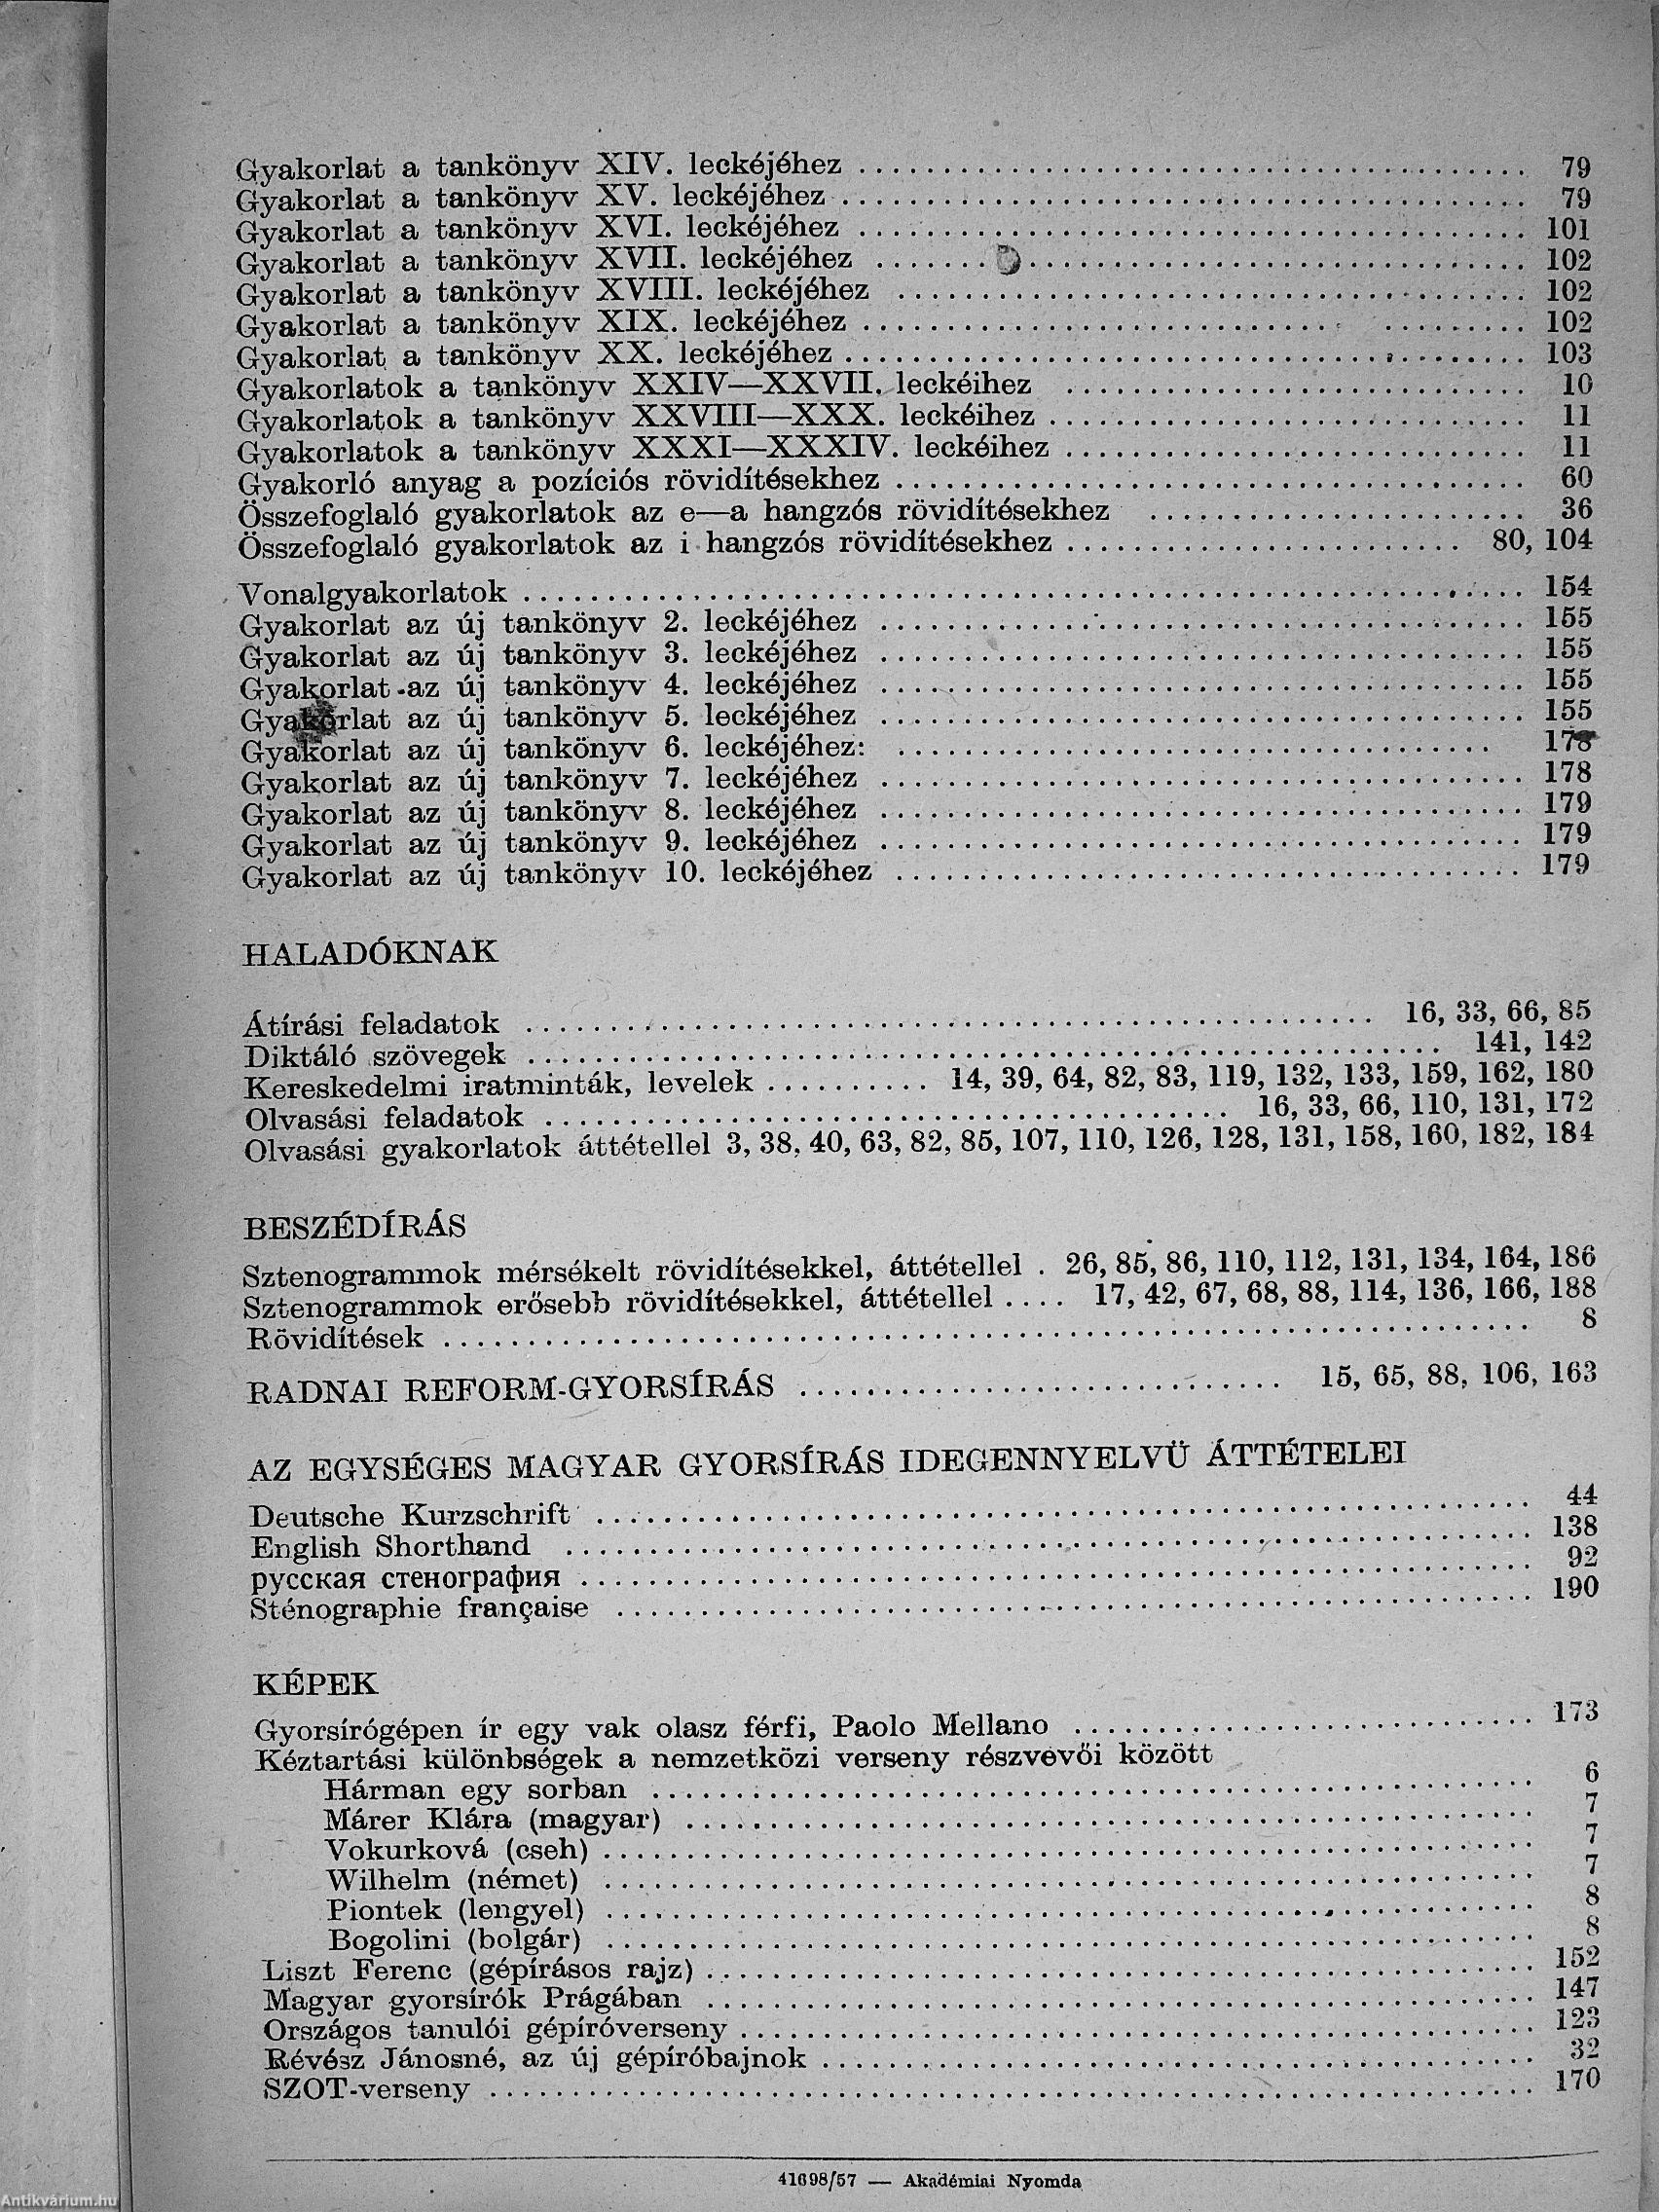 Gyakorlat a tankönyv XIV. leckéjéhez ........................................ 79
Gyakorlat a tankönyv XV. leckéjéhez ........................................ 79
Gyakorlat a tankönyv XVI. leckéjéhez ........................................ 101
Gyakorlat a tankönyv XVII. leckéjéhez ........................................ 102
Gyakorlat a tankönyv XVIII. leckéjéhez ........................................ 102
Gyakorlat a tankönyv XIX. leckéjéhez ........................................ 102
Gyakorlat a tankönyv XX. leckéjéhez ........................................ 103
Gyakorlatok a tankönyv XXIV—XXVII. leckéihez ............................ 10
Gyakorlatok a tankönyv XXVIII—XXX. leckéihez ............................ 11
Gyakorlatok a tankönyv XXXI—XXXIV. leckéihez ............................ 11
Gyakorló anyag a pozíciós rövidítésekhez ...................................... 60
Összefoglaló gyakorlatok az e—a hangzós rövidítésekhez ....................... 36
Összefoglaló gyakorlatok az i hangzós rövidítésekhez ........................ 80, 104
Vonalgyakorlatok ............................................................ 154
Gyakorlat az új tankönyv 2. leckéjéhez ....................................... 155
Gyakorlat az új tankönyv 3. leckéjéhez ....................................... 155
Gyakorlat az új tankönyv 4. leckéjéhez ....................................... 155
Gyakorlat az új tankönyv 5. leckéjéhez ....................................... 155
Gyakorlat az új tankönyv 6. leckéjéhez: ..................................... 178
Gyakorlat az új tankönyv 7. leckéjéhez ....................................... 178
Gyakorlat az új tankönyv 8. leckéjéhez ....................................... 179
Gyakorlat az új tankönyv 9. leckéjéhez ....................................... 179
Gyakorlat az új tankönyv 10. leckéjéhez ...................................... 179
HALADÓKNAK
Átírási feladatok .................................................... 16, 33, 66, 85
Diktáló szövegek ........................................................ 141, 142
Kereskedelmi iratminták, levelek .......... 14, 39, 64, 82, 83, 119, 132, 133, 159, 162, 180
Olvasási feladatok ......................................... 16, 33, 66, 110, 131, 172
Olvasási gyakorlatok áttétellel 3, 38, 40, 63, 82, 85, 107, 110, 126, 128, 131, 158, 160, 182, 184
BESZÉDÍRÁS
Sztenogrammok mérsékelt rövidítésekkel, áttétellel . 26, 85, 86, 110, 112, 131, 134, 164, 186
Sztenogrammok erősebb rövidítésekkel, áttétellel .... 17, 42, 67, 68, 88, 114, 136, 166, 188
Rövidítések ................................................................. 8
RADNAI REFORM-GYORSÍRÁS ............................. 15, 65, 88, 106, 163
AZ EGYSÉGES MAGYAR GYORSÍRÁS IDEGENNYELVÜ ÁTTÉTELEI
Deutsche Kurzschrift ........................................................ 44
English Shorthand ........................................................ 138
русская стенография ........................................................ 92
Sténographie française ...................................................... 190
KÉPEK
Gyorsírógépen ír egy vak olasz férfi, Paolo Mellano ............................ 173
Kéztartási különbségek a nemzetközi verseny részvevői között
Hárman egy sorban ..................................................... 6
Márer Klára (magyar) ................................................... 7
Vokurková (cseh) ........................................................ 7
Wilhelm (német) ........................................................ 7
Piontek (lengyel) ........................................................ 8
Bogolini (bolgár) ........................................................ 8
Liszt Ferenc (gépírásos rajz) .................................................. 152
Magyar gyorsírók Prágában .................................................. 147
Országos tanulói gépíróverseny ................................................ 123
Révész Jánosné, az új gépíróbajnok ........................................... 32
SZOT-verseny ............................................................... 170
41698/57 — Akadémiai Nyomda
Antikvárium.hu